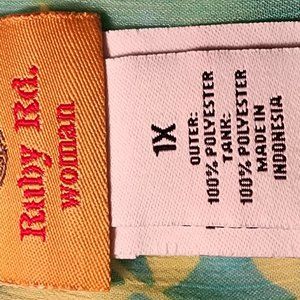 Ruby Rd.
woman
1X
OUTER:
100% POLYESTER
TANK:
100% POLYESTER
MADE IN
INDONESIA